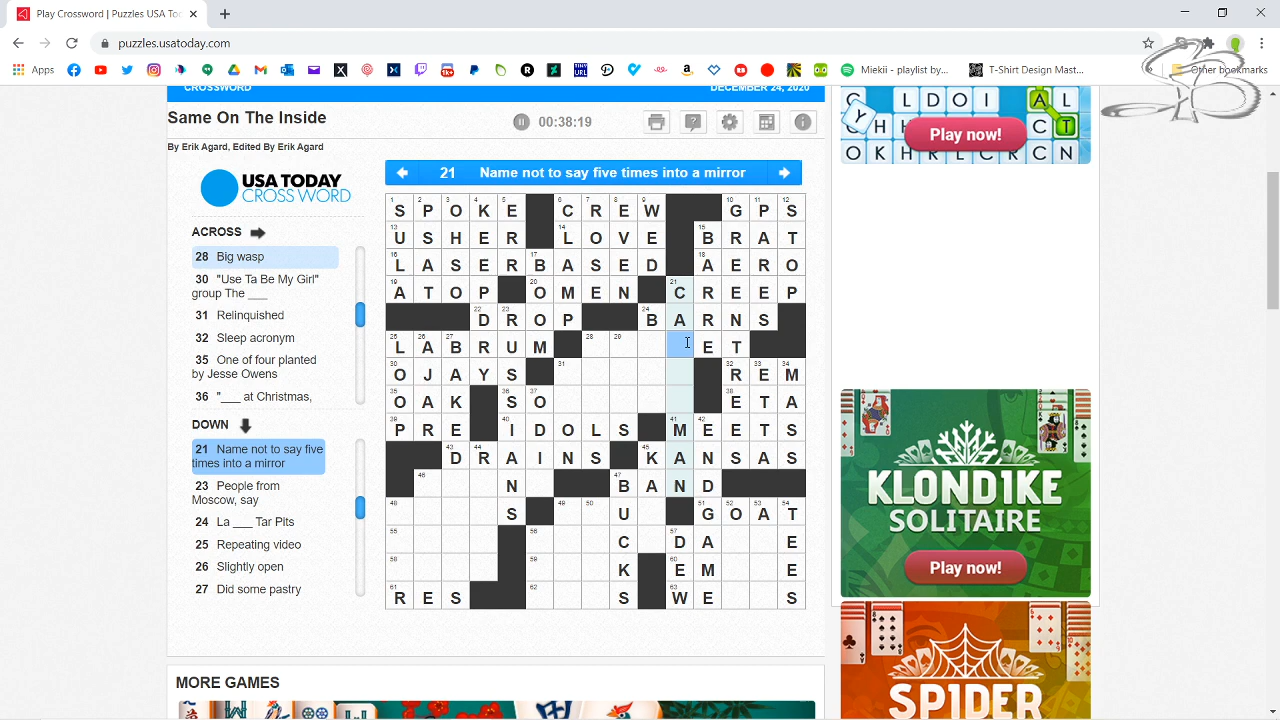 Play Crossword | Puzzles USA To
puzzles.usatoday.com
Apps
Miekii - playlist by...
T-Shirt Design Mast...
Other bookmarks
CROSSWORD
DECEMBER 24, 2020
Same On The Inside
00:38:19
By Erik Agard, Edited By Erik Agard
USA TODAY
CROSSWORD
21 Name not to say five times into a mirror
ACROSS
28 Big wasp
30 "Use Ta Be My Girl"
group The ___
31 Relinquished
32 Sleep acronym
35 One of four planted
by Jesse Owens
36 "___ at Christmas,
DOWN
21 Name not to say five
times into a mirror
23 People from
Moscow, say
24 La ___ Tar Pits
25 Repeating video
26 Slightly open
27 Did some pastry
S P O K E C R E W G P S
U S H E R L O V E B R A T
L A S E R B A S E D A E R O
A T O P O M E N C R E E P
D R O P B A R N S
L A B R U M E T
O J A Y S R E M
O A K S O E T A
P R E I D O L S M E E T S
D R A I N S K A N S A S
N B A N D
S U G O A T
C D A E
K E M E
R E S S W E S
L D O I A L
Y H H C T
O K H R L C R C N
Play now!
KLONDIKE
SOLITAIRE
Play now!
SPIDER
MORE GAMES